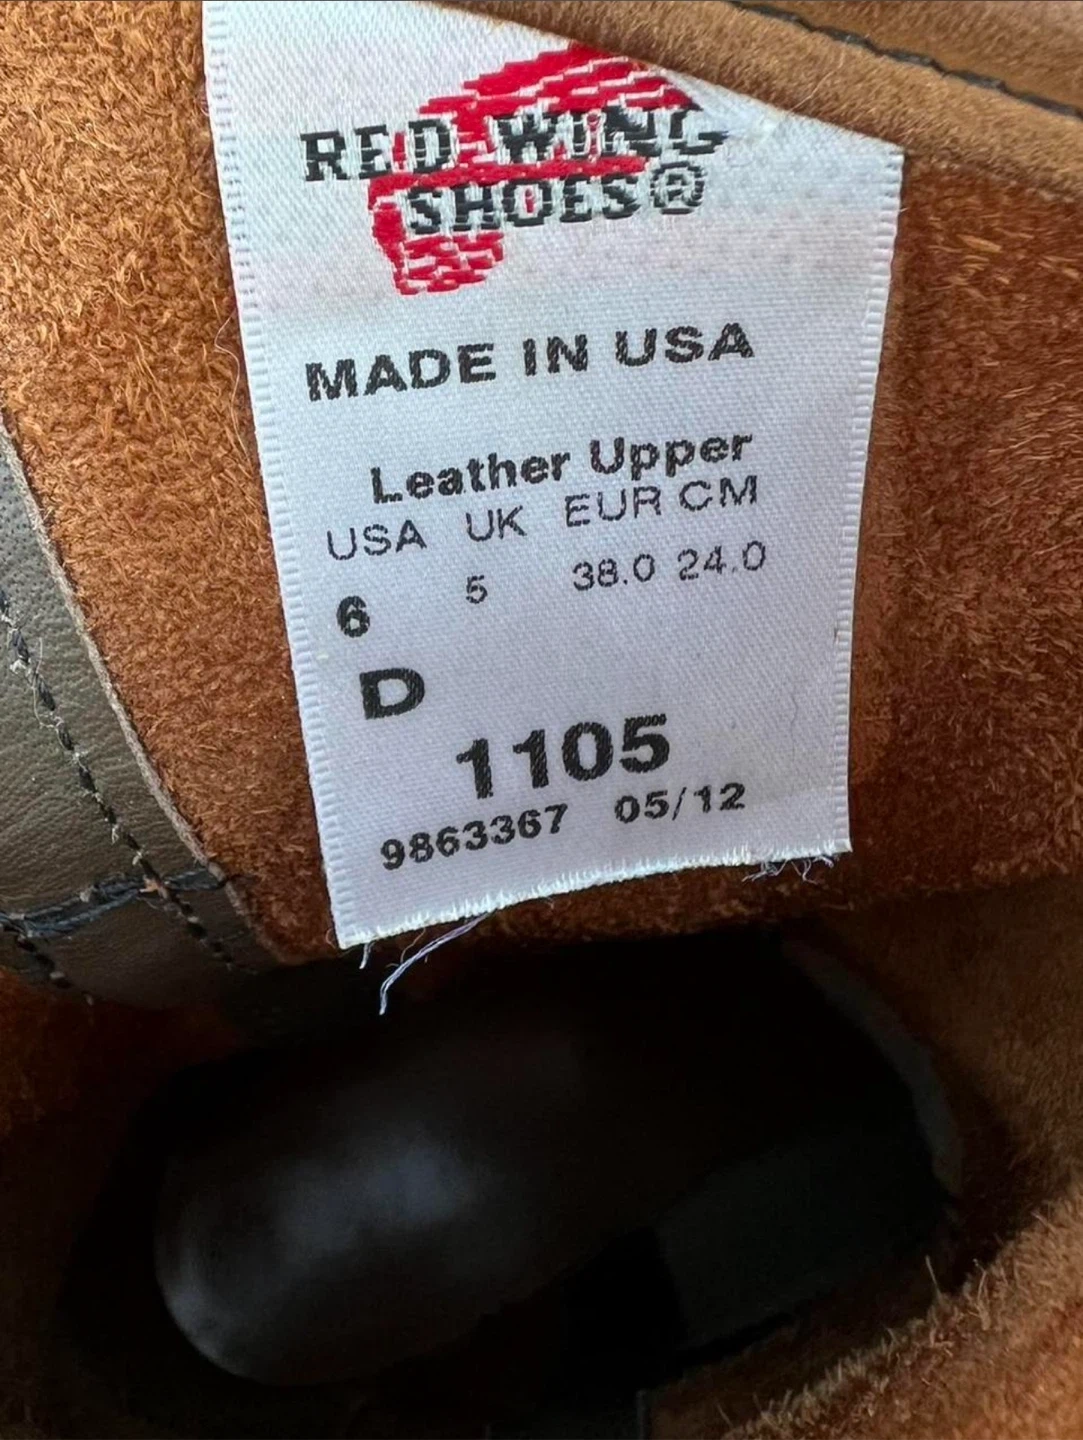 RED WING
SHOES®
MADE IN USA
Leather Upper
USA UK EUR CM
6 5 38.0 24.0
D
1105
9863367 05/12